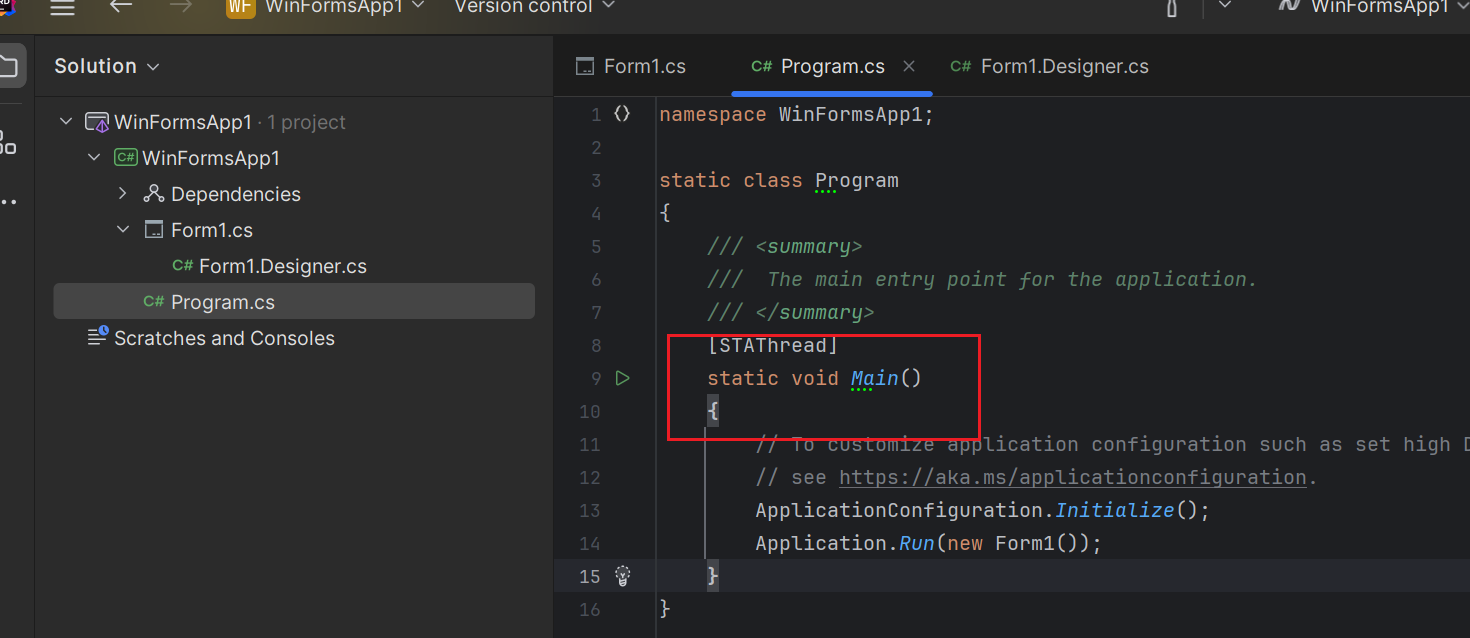 WF WinFormsApp1 Version control WinFormsApp1
Solution
Form1.cs C# Program.cs C# Form1.Designer.cs
WinFormsApp1 · 1 project
C# WinFormsApp1
Dependencies
Form1.cs
C# Form1.Designer.cs
C# Program.cs
Scratches and Consoles
1 namespace WinFormsApp1;
2
3 static class Program
4 {
5 /// <summary>
6 ///  The main entry point for the application.
7 /// </summary>
8 [STAThread]
9 static void Main()
10 {
11 // To customize application configuration such as set high D
12 // see https://aka.ms/applicationconfiguration.
13 ApplicationConfiguration.Initialize();
14 Application.Run(new Form1());
15 }
16 }